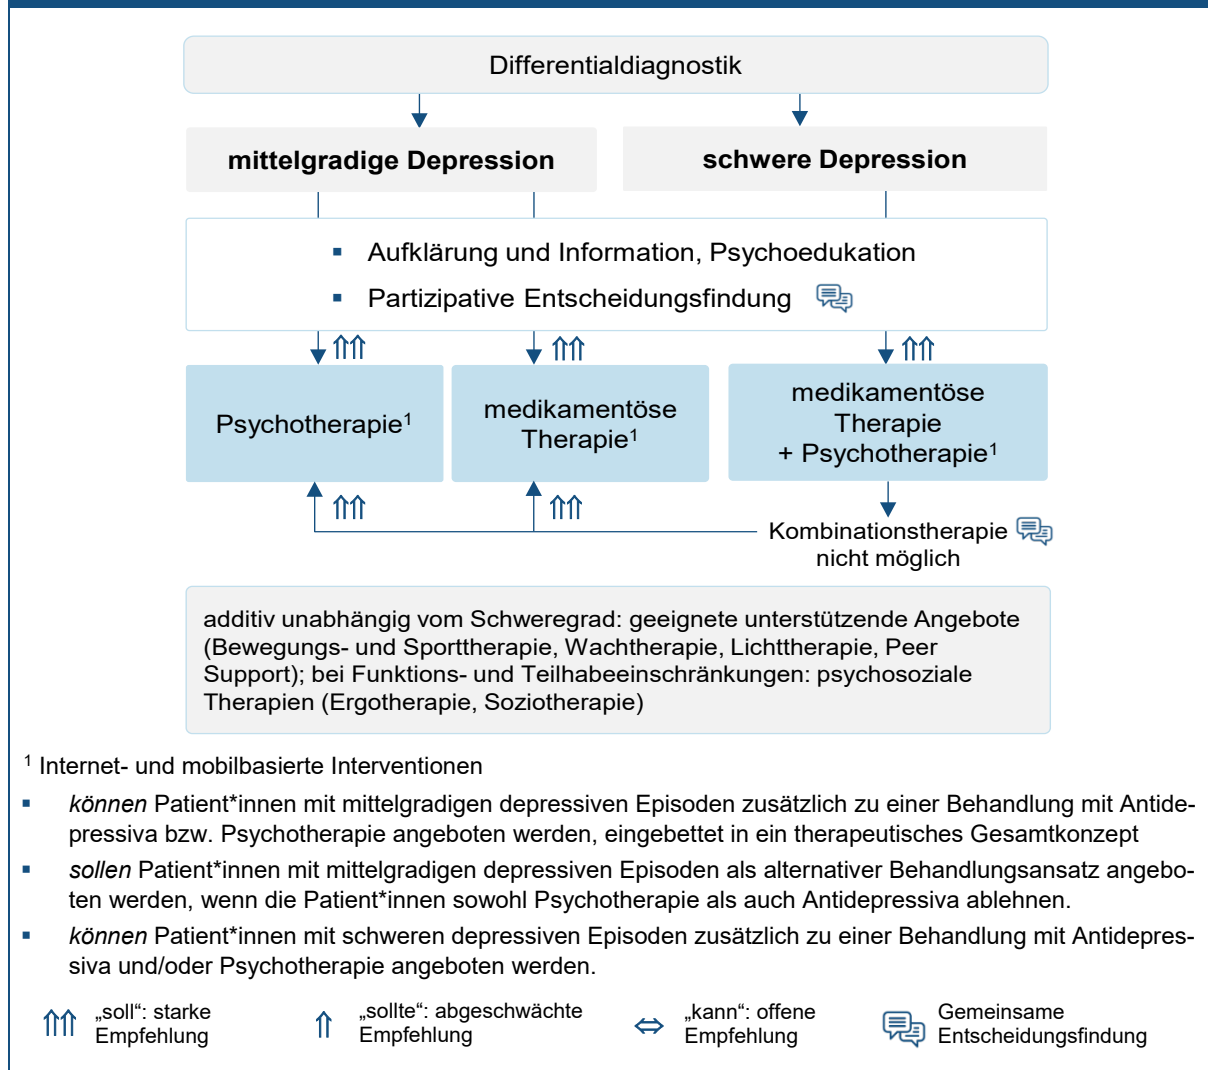 Differentialdiagnostik
mittelgradige Depression
schwere Depression
▪ Aufklärung und Information, Psychoedukation
▪ Partizipative Entscheidungsfindung
⇑⇑
⇑⇑
⇑⇑
Psychotherapie¹
medikamentöse
Therapie¹
medikamentöse
Therapie
+ Psychotherapie¹
⇑⇑
⇑⇑
Kombinationstherapie
nicht möglich
additiv unabhängig vom Schweregrad: geeignete unterstützende Angebote
(Bewegungs- und Sporttherapie, Wachtherapie, Lichttherapie, Peer
Support); bei Funktions- und Teilhabeeinschränkungen: psychosoziale
Therapien (Ergotherapie, Soziotherapie)
¹ Internet- und mobilbasierte Interventionen
▪ können Patient*innen mit mittelgradigen depressiven Episoden zusätzlich zu einer Behandlung mit Antide-
pressiva bzw. Psychotherapie angeboten werden, eingebettet in ein therapeutisches Gesamtkonzept
▪ sollen Patient*innen mit mittelgradigen depressiven Episoden als alternativer Behandlungsansatz angebo-
ten werden, wenn die Patient*innen sowohl Psychotherapie als auch Antidepressiva ablehnen.
▪ können Patient*innen mit schweren depressiven Episoden zusätzlich zu einer Behandlung mit Antidepres-
siva und/oder Psychotherapie angeboten werden.
⇑⇑ „soll“: starke
Empfehlung
⇑ „sollte“: abgeschwächte
Empfehlung
⇔ „kann“: offene
Empfehlung
Gemeinsame
Entscheidungsfindung